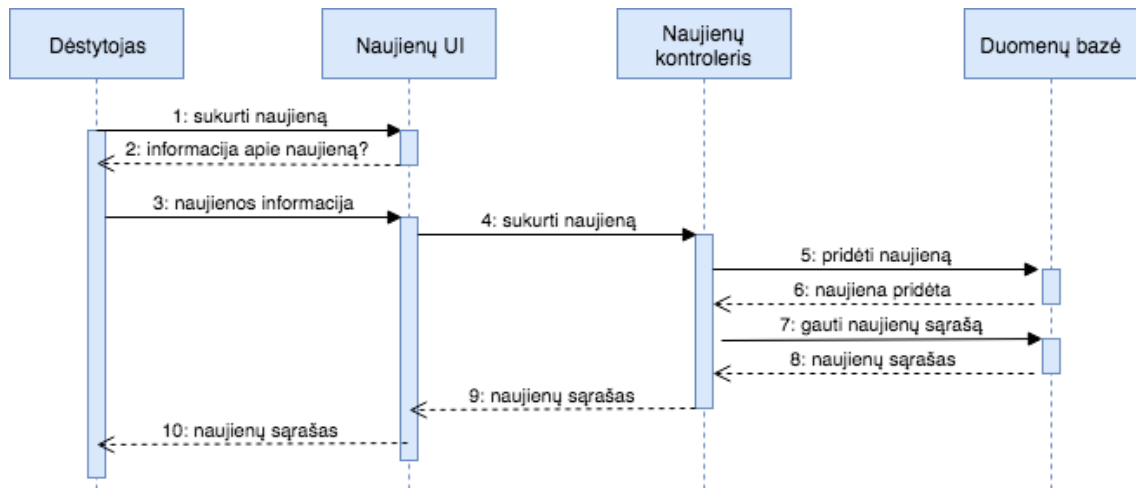 Dėstytojas
Naujienų UI
Naujienų
kontroleris
Duomenų bazė
1: sukurti naujieną
2: informacija apie naujieną?
3: naujienos informacija
4: sukurti naujieną
5: pridėti naujieną
6: naujiena pridėta
7: gauti naujienų sąrašą
8: naujienų sąrašas
9: naujienų sąrašas
10: naujienų sąrašas